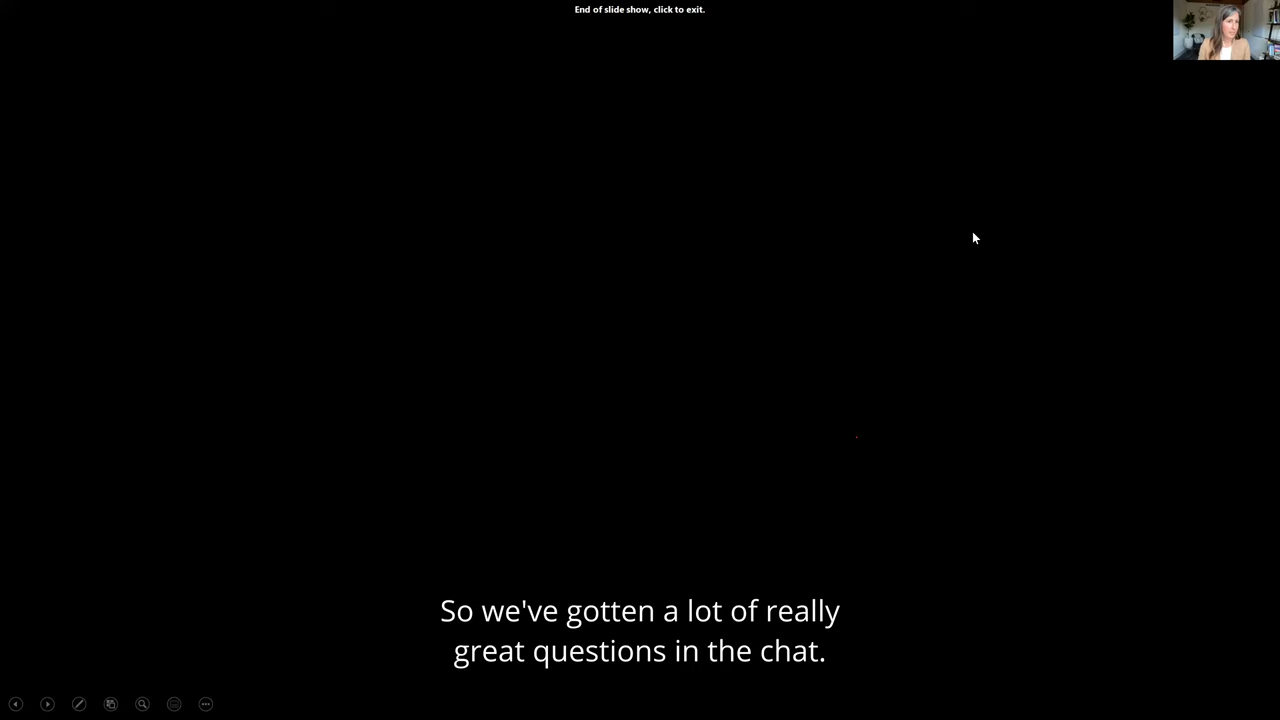 End of slide show, click to exit.
So we've gotten a lot of really
great questions in the chat.